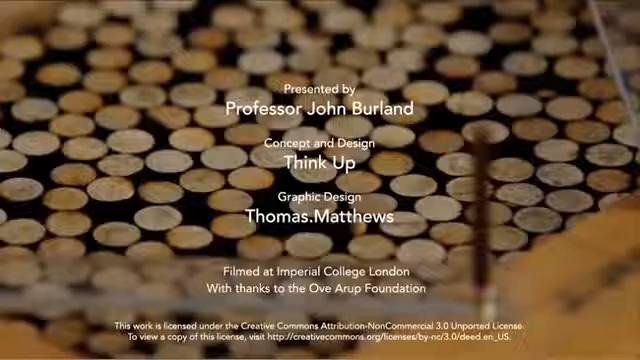 Presented by
Professor John Burland
Concept and Design
Think Up
Graphic Design
Thomas.Matthews
Filmed at Imperial College London
With thanks to the Ove Arup Foundation
This work is licensed under the Creative Commons Attribution-NonCommercial 3.0 Unported License.
To view a copy of this license, visit http://creativecommons.org/licenses/by-nc/3.0/deed.en_US.